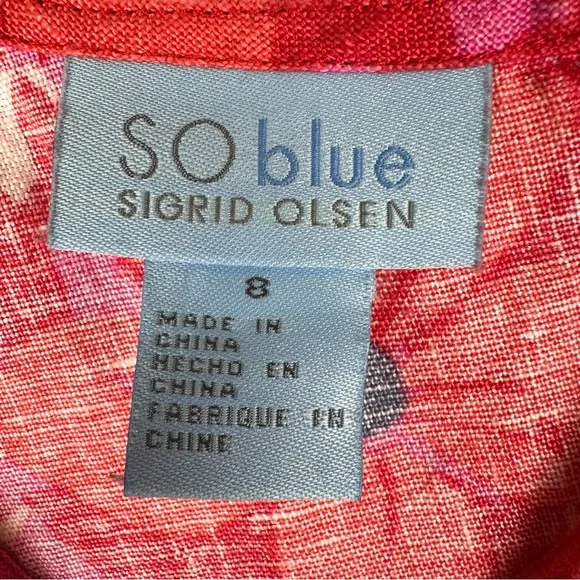 SO blue
SIGRID OLSEN
8
MADE IN
CHINA
HECHO EN
CHINA
FABRIQUE EN
CHINE